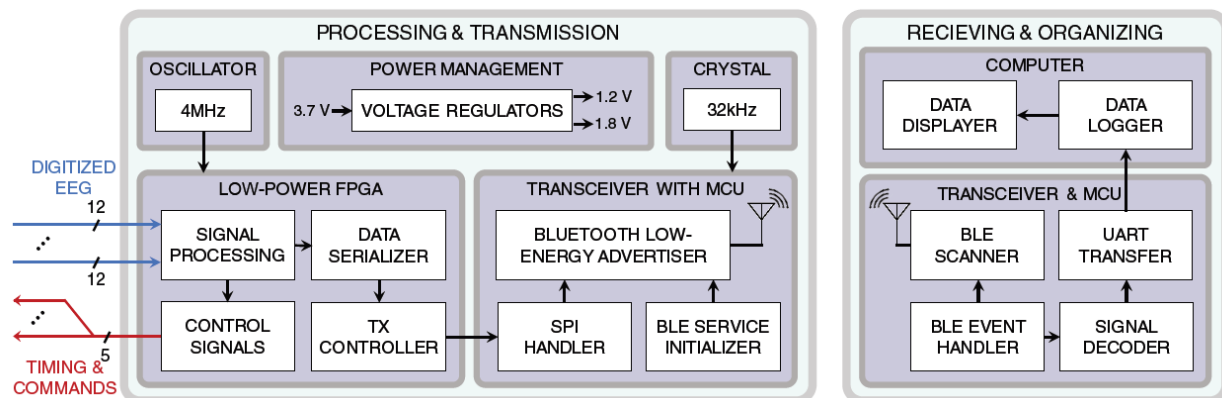 PROCESSING & TRANSMISSION
OSCILLATOR
4MHz
POWER MANAGEMENT
3.7 V
VOLTAGE REGULATORS
1.2 V
1.8 V
CRYSTAL
32kHz
DIGITIZED
EEG
12
12
TIMING &
COMMANDS
5
LOW-POWER FPGA
SIGNAL
PROCESSING
DATA
SERIALIZER
CONTROL
SIGNALS
TX
CONTROLLER
TRANSCEIVER WITH MCU
BLUETOOTH LOW-
ENERGY ADVERTISER
SPI
HANDLER
BLE SERVICE
INITIALIZER
RECIEVING & ORGANIZING
COMPUTER
DATA
DISPLAYER
DATA
LOGGER
TRANSCEIVER & MCU
BLE
SCANNER
UART
TRANSFER
BLE EVENT
HANDLER
SIGNAL
DECODER